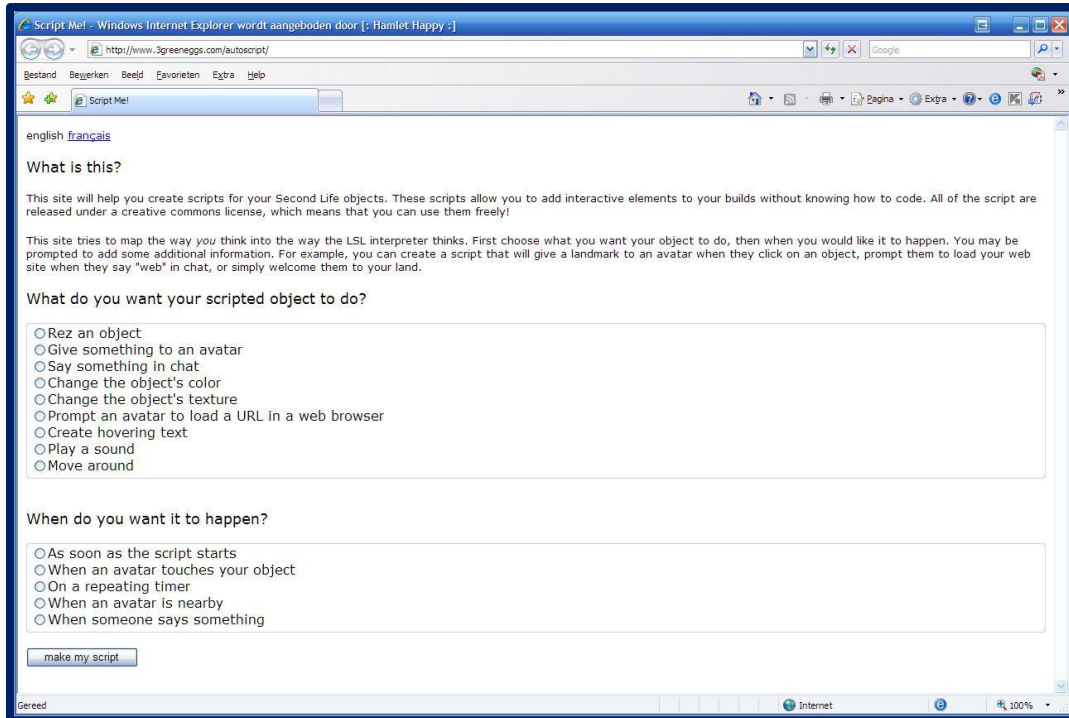 Script Me! - Windows Internet Explorer wordt aangeboden door [: Hamlet Happy :]
http://www.3greeneggs.com/autoscript/
Google
Bestand Bewerken Beeld Favorieten Extra Help
Script Me!
Pagina Extra
english français
What is this?
This site will help you create scripts for your Second Life objects. These scripts allow you to add interactive elements to your builds without knowing how to code. All of the script are
released under a creative commons license, which means that you can use them freely!
This site tries to map the way you think into the way the LSL interpreter thinks. First choose what you want your object to do, then when you would like it to happen. You may be
prompted to add some additional information. For example, you can create a script that will give a landmark to an avatar when they click on an object, prompt them to load your web
site when they say "web" in chat, or simply welcome them to your land.
What do you want your scripted object to do?
Rez an object
Give something to an avatar
Say something in chat
Change the object's color
Change the object's texture
Prompt an avatar to load a URL in a web browser
Create hovering text
Play a sound
Move around
When do you want it to happen?
As soon as the script starts
When an avatar touches your object
On a repeating timer
When an avatar is nearby
When someone says something
make my script
Gereed
Internet
100%